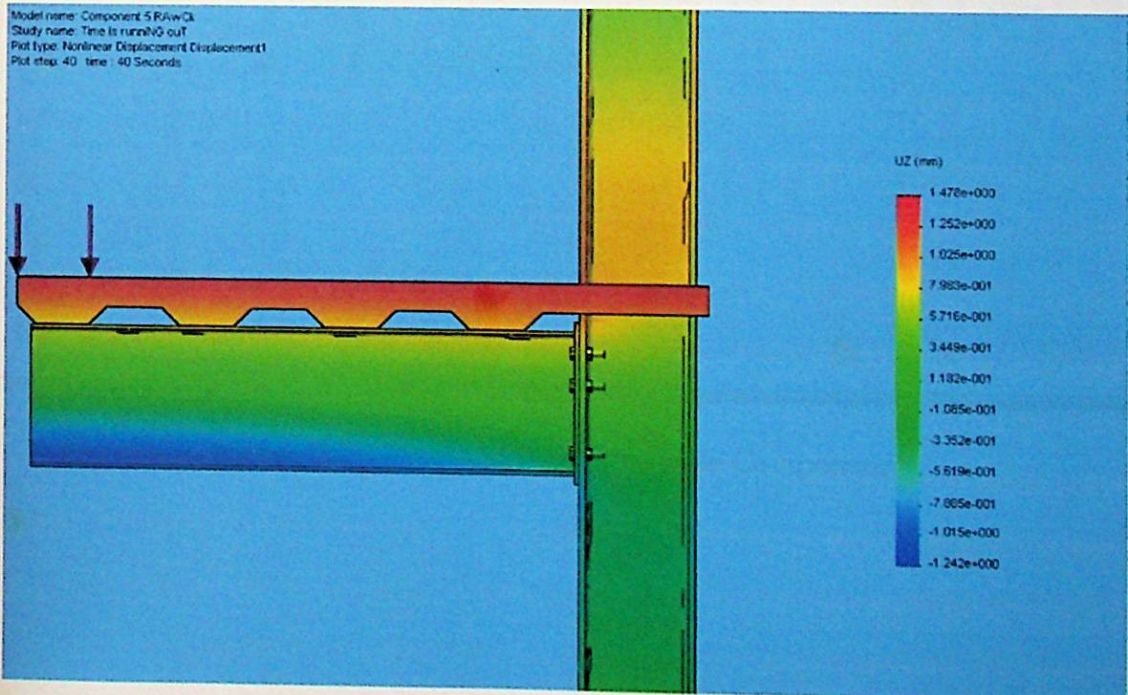 Model name: Component 5 RAwCk
Study name: Time is runniNG ouT
Plot type: Nonlinear Displacement Displacement1
Plot step: 40 time : 40 Seconds
UZ (mm)
1.478e+000
1.252e+000
1.025e+000
7.983e-001
5.716e-001
3.449e-001
1.182e-001
-1.085e-001
-3.352e-001
-5.619e-001
-7.885e-001
-1.015e+000
-1.242e+000